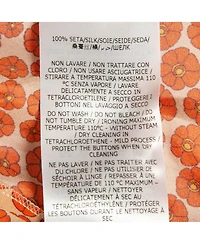 100% SETA/SILK/SOIE/SEIDE/SEDA/
NON LAVARE / NON TRATTARE CON
CLORO / NON USARE ASCIUGATRICE /
STIRARE A TEMPERATURA MASSIMA 110
°C SENZA VAPORE / LAVARE
DELICATAMENTE A SECCO IN
TETRACLOROETILENE / PROTEGGERE I
BOTTONI NEL LAVAGGIO A SECCO
DO NOT WASH / DO NOT BLEACH / DO
NOT TUMBLE DRY / IRONING MAXIMUM
TEMPERATURE 110°C - WITHOUT STEAM
/ DRY CLEANING IN
TETRACHLOROETHENE - MILD PROCESS /
PROTECT THE BUTTONS WHEN DRY
CLEANING
NE PAS LAVER / NE PAS TRAITER AVEC
DU CHLORE / NE PAS UTILISER DE
SÉCHOIR À LINGE / REPASSER À UNE
TEMPÉRATURE DE 110 °C MAXIMUM,
SANS VAPEUR / NETTOYER
DÉLICATEMENT À SEC AU
TÉTRACHLOROÉTHYLÈNE / PROTÉGER
LES BOUTONS DURANT LE NETTOYAGE À
SEC